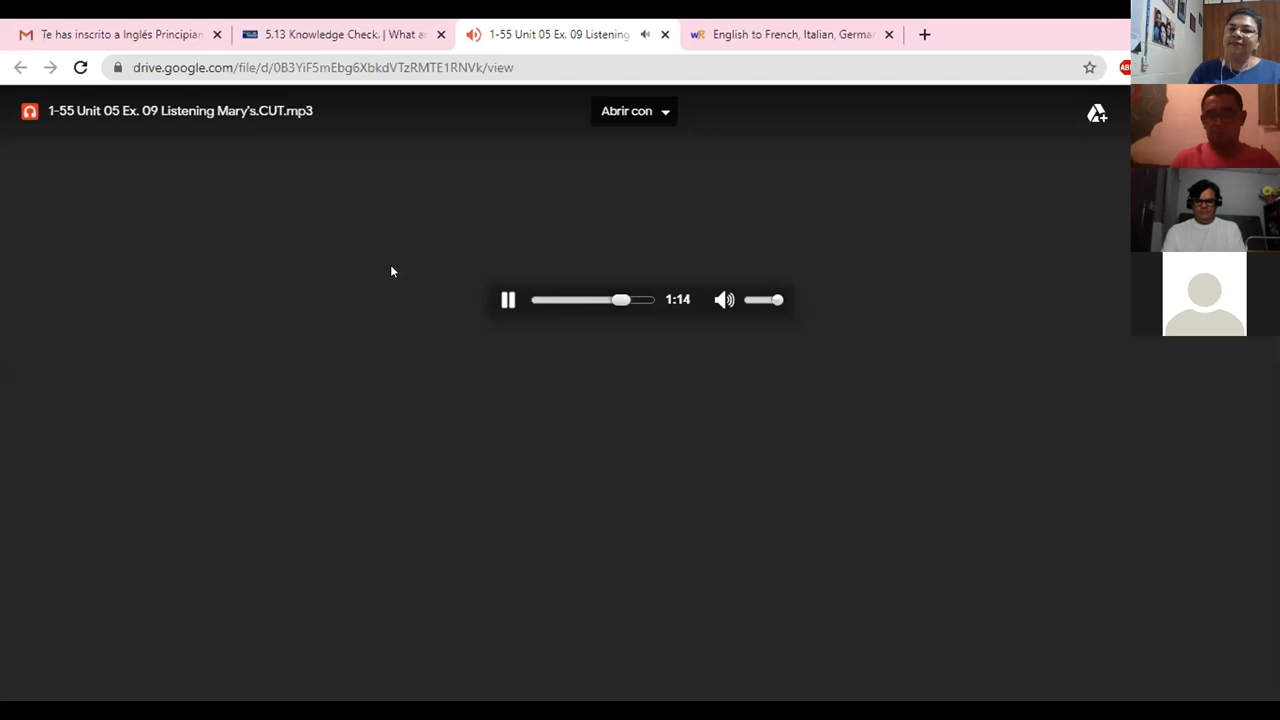 Te has inscrito a Inglés Principian
5.13 Knowledge Check. | What a
1-55 Unit 05 Ex. 09 Listening
English to French, Italian, Germa
drive.google.com/file/d/0B3YiF5mEbg6XbkdVTzRMTE1RNVk/view
1-55 Unit 05 Ex. 09 Listening Mary's.CUT.mp3
Abrir con
1:14